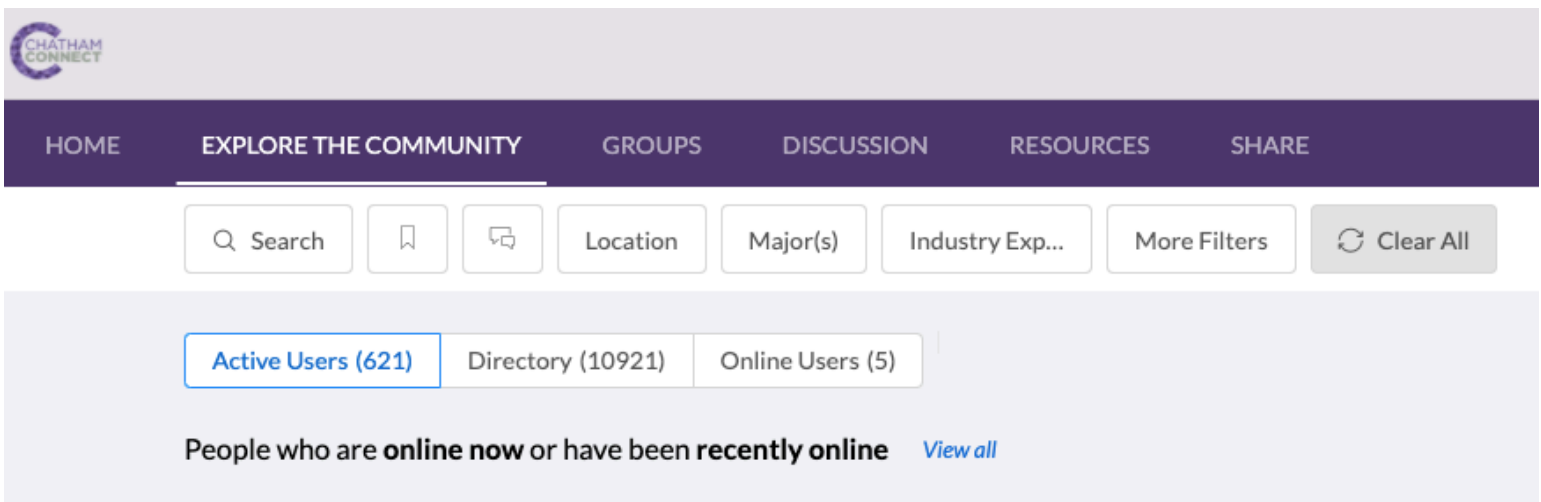 CHATHAM
CONNECT
HOME EXPLORE THE COMMUNITY GROUPS DISCUSSION RESOURCES SHARE
Search Location Major(s) Industry Exp... More Filters Clear All
Active Users (621) Directory (10921) Online Users (5)
People who are online now or have been recently online View all